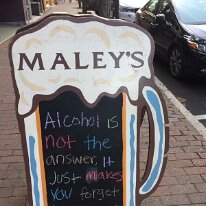 MALEY'S
Alcohol is
not the
answer. It
Just makes
you forget